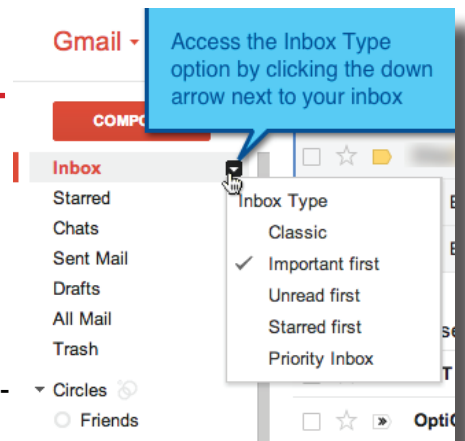 Gmail
Access the Inbox Type
option by clicking the down
arrow next to your inbox
Inbox
Starred
Chats
Sent Mail
Drafts
All Mail
Trash
Circles
Friends
Inbox Type
Classic
Important first
Unread first
Starred first
Priority Inbox